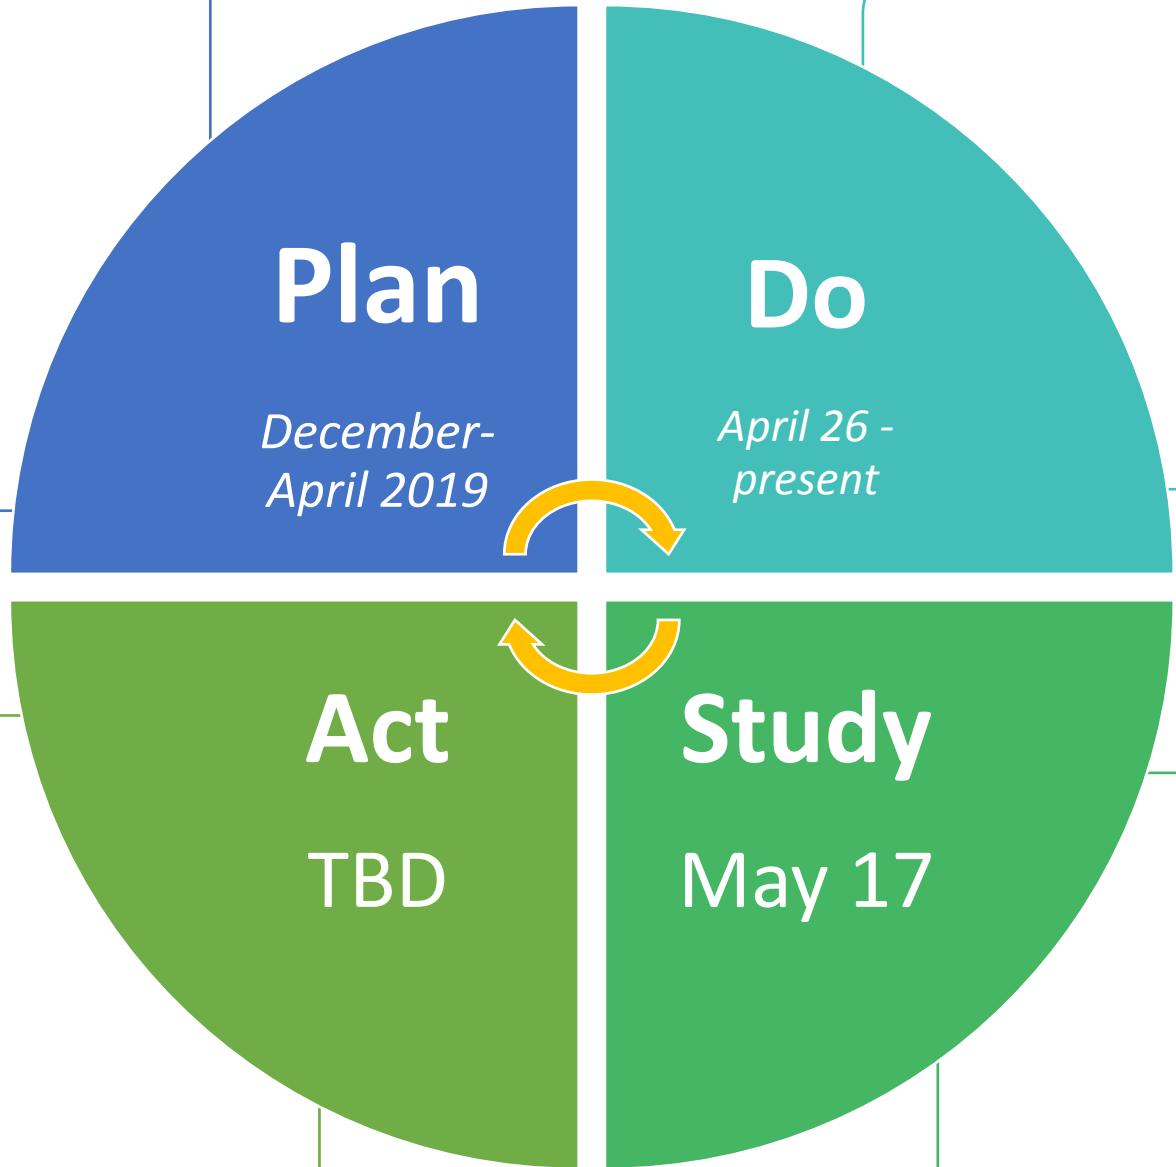 Plan
December-
April 2019
Do
April 26 -
present
Act
TBD
Study
May 17